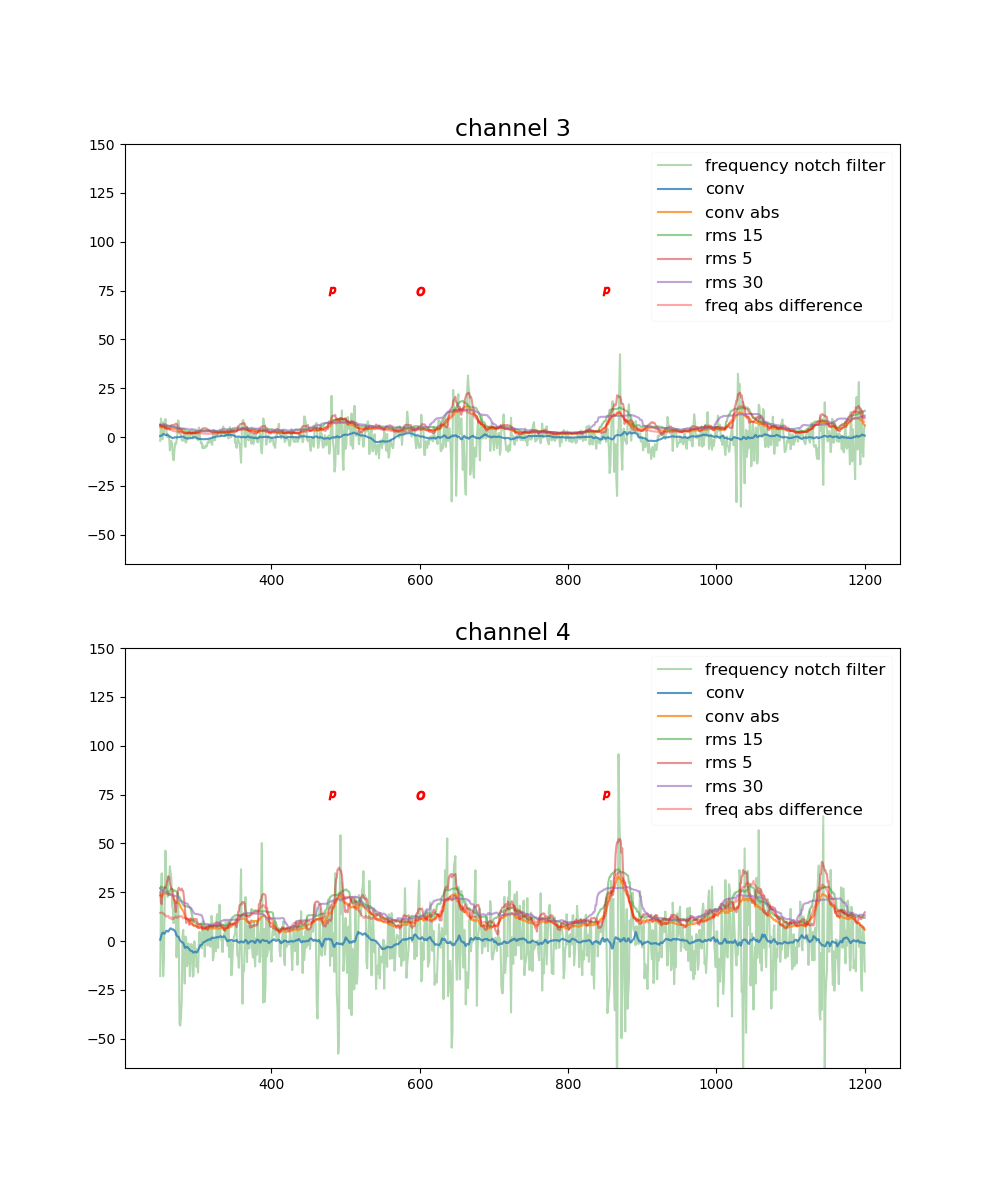 channel 3
150
125
100
75
50
25
0
−25
−50
frequency notch filter
conv
conv abs
rms 15
rms 5
rms 30
freq abs difference
P O P
400 600 800 1000 1200
channel 4
150
125
100
75
50
25
0
−25
−50
frequency notch filter
conv
conv abs
rms 15
rms 5
rms 30
freq abs difference
P O P
400 600 800 1000 1200